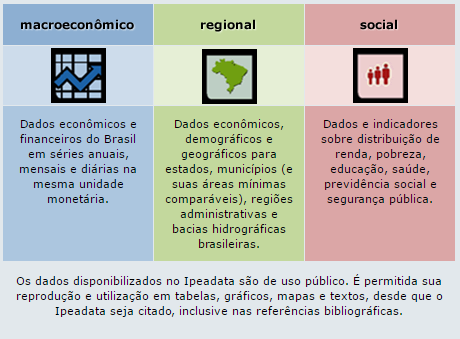 macroeconômico
regional
social
Dados econômicos e
financeiros do Brasil
em séries anuais,
mensais e diárias na
mesma unidade
monetária.
Dados econômicos,
demográficos e
geográficos para
estados, municípios (e
suas áreas mínimas
comparáveis), regiões
administrativas e
bacias hidrográficas
brasileiras.
Dados e indicadores
sobre distribuição de
renda, pobreza,
educação, saúde,
previdência social e
segurança pública.
Os dados disponibilizados no Ipeadata são de uso público. É permitida sua
reprodução e utilização em tabelas, gráficos, mapas e textos, desde que o
Ipeadata seja citado, inclusive nas referências bibliográficas.